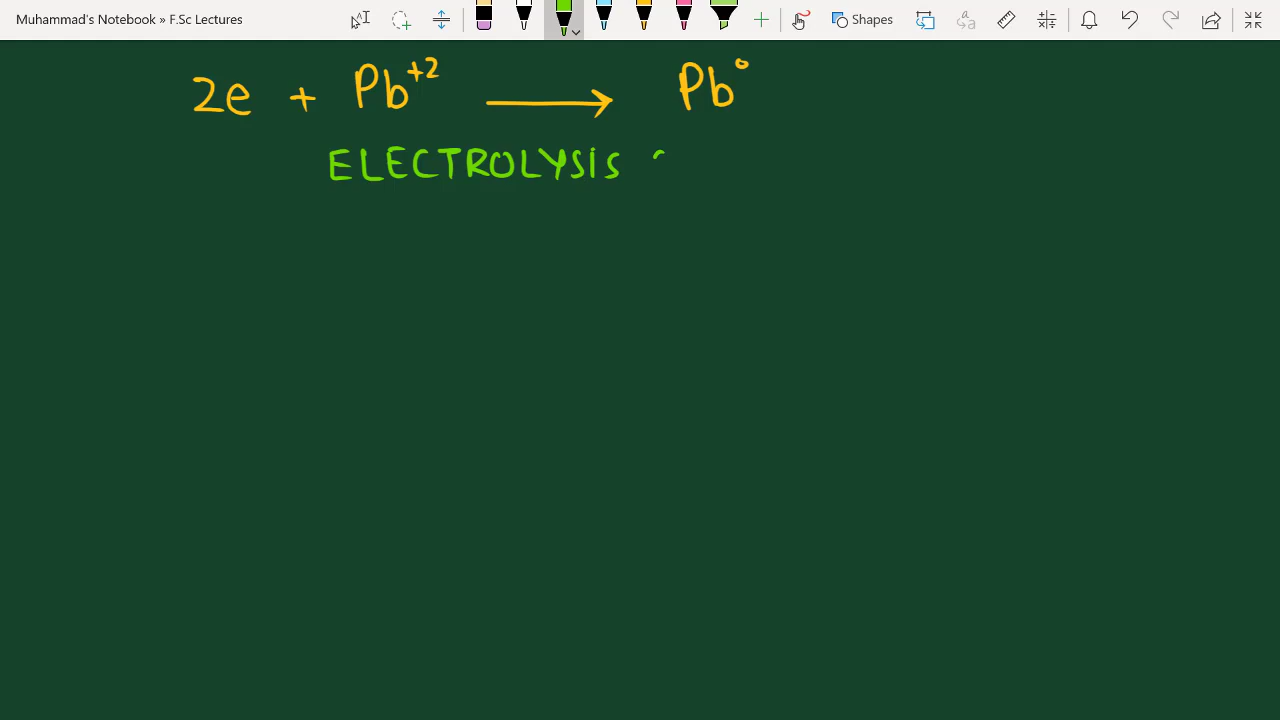 Muhammad's Notebook » F.Sc Lectures
Shapes
2e + Pb⁺² ⟶ Pb°
ELECTROLYSiS